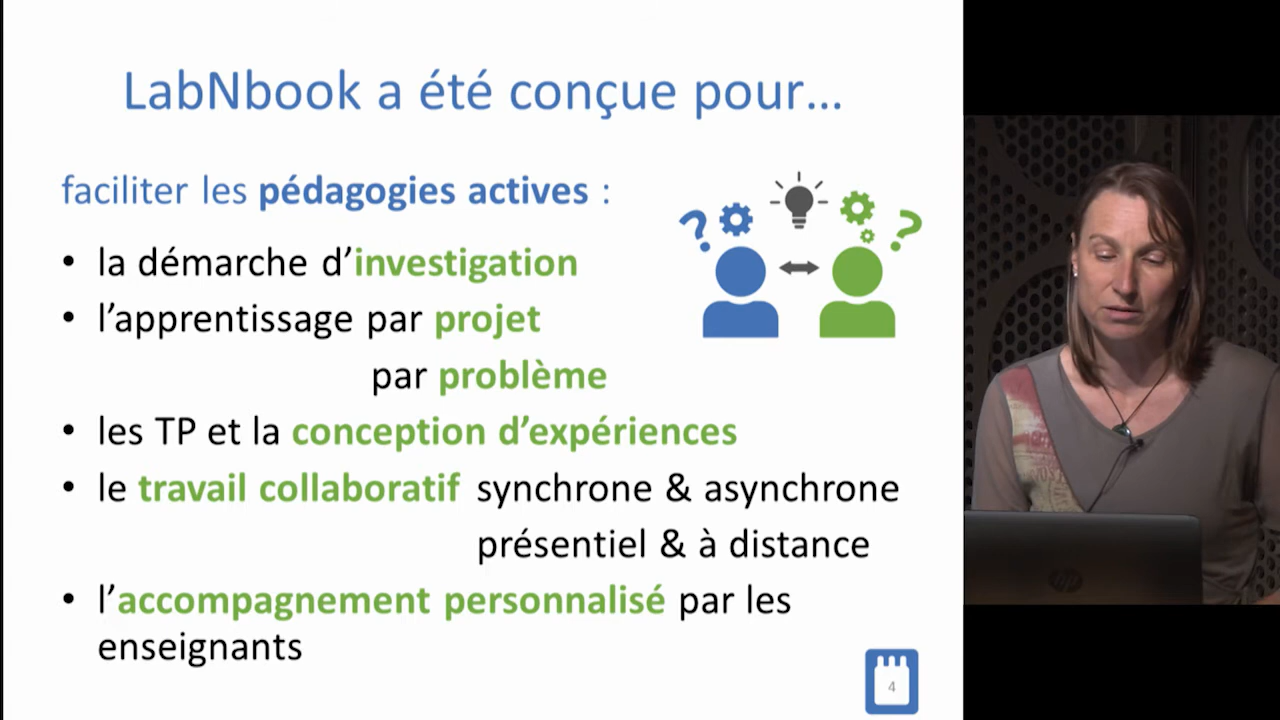 LabNbook a été conçue pour...
faciliter les pédagogies actives :
• la démarche d’investigation
• l’apprentissage par projet
par problème
• les TP et la conception d’expériences
• le travail collaboratif synchrone & asynchrone
présentiel & à distance
• l’accompagnement personnalisé par les
enseignants
4
hp